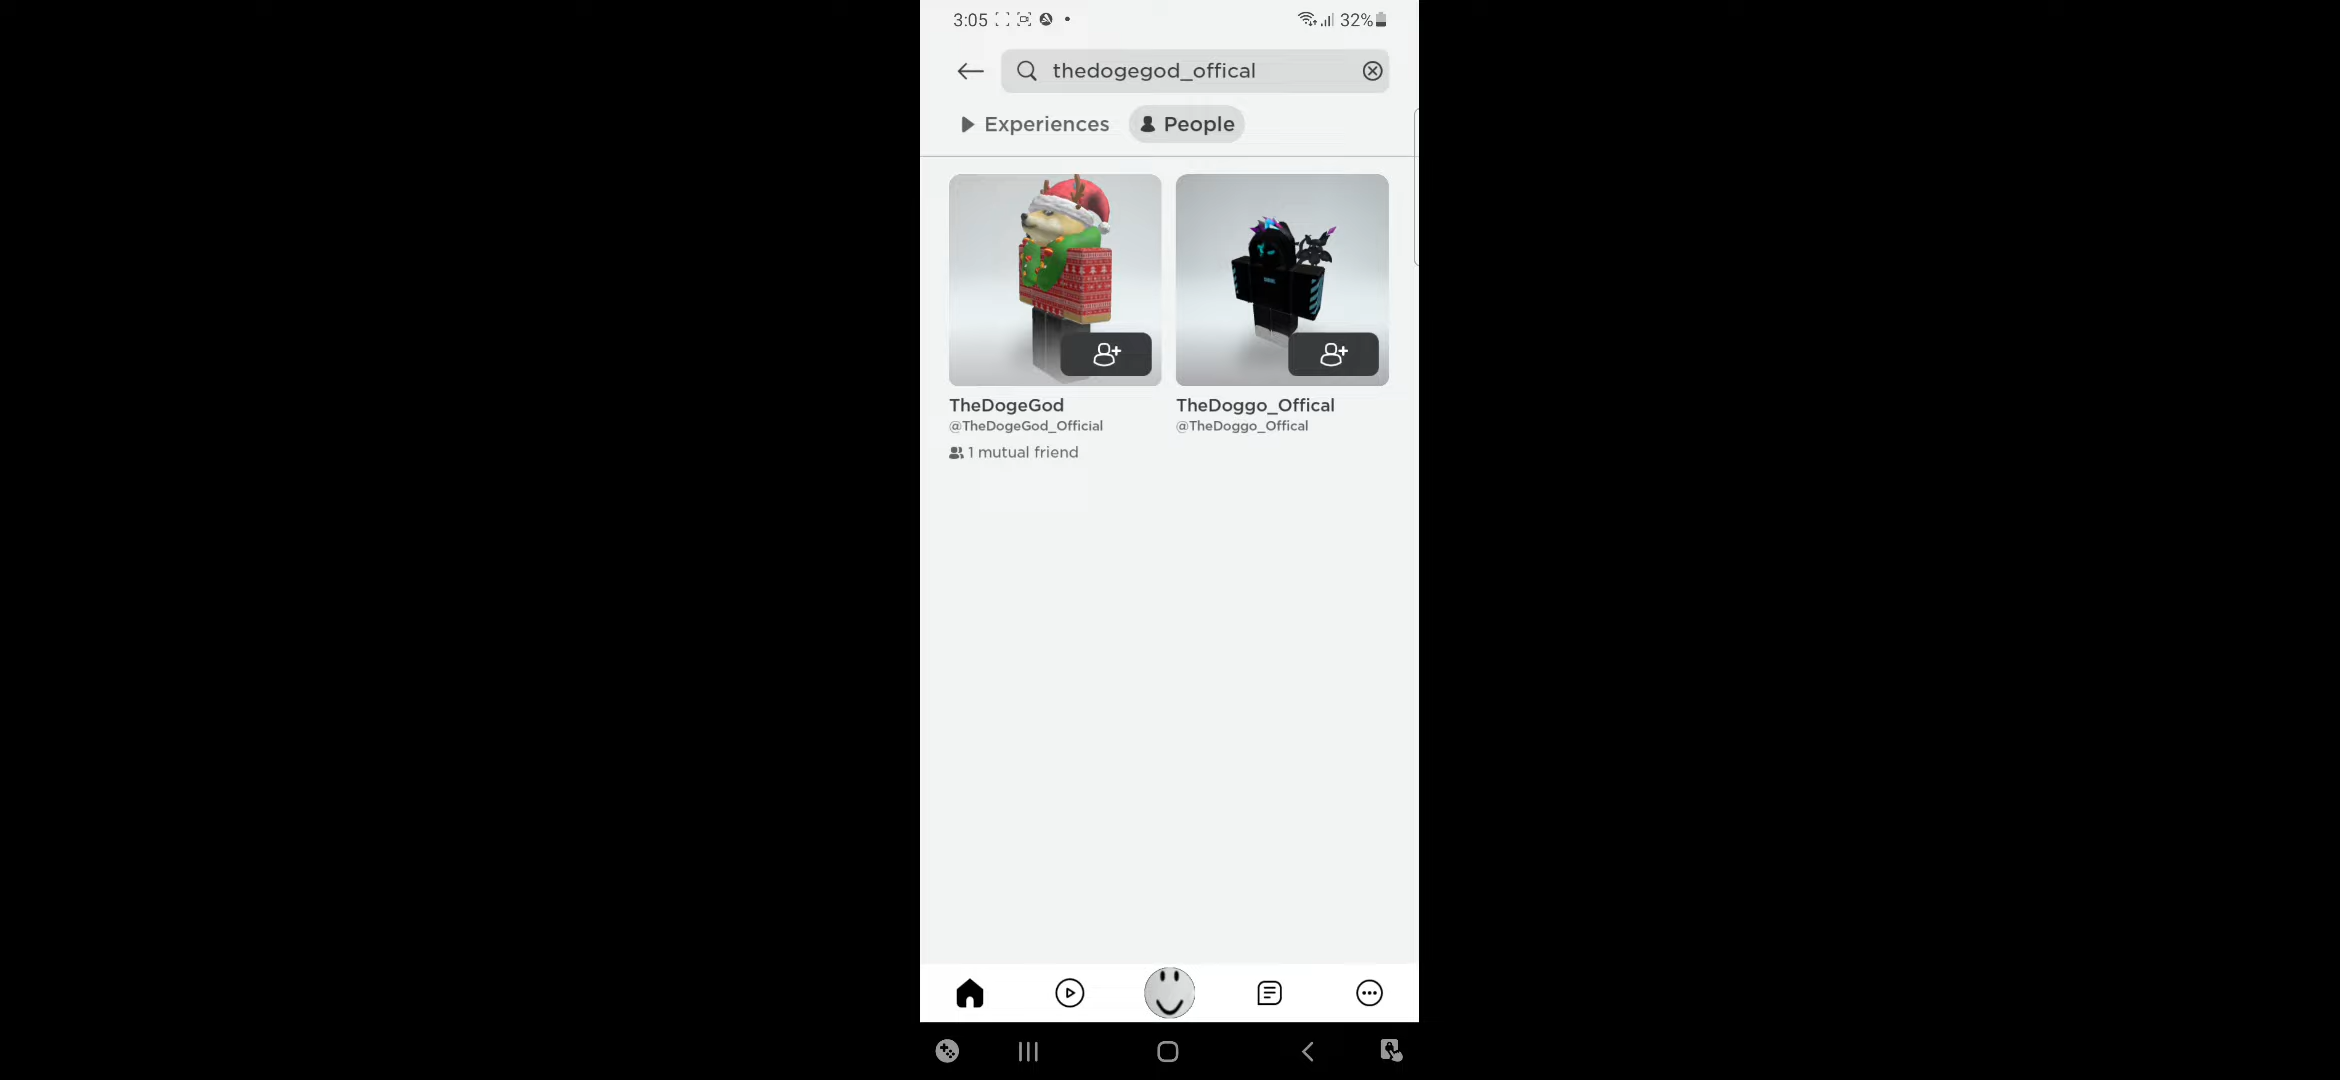 3:05
32%
thedogegod_offical
Experiences
People
TheDogeGod
@TheDogeGod_Official
1 mutual friend
TheDoggo_Offical
@TheDoggo_Offical